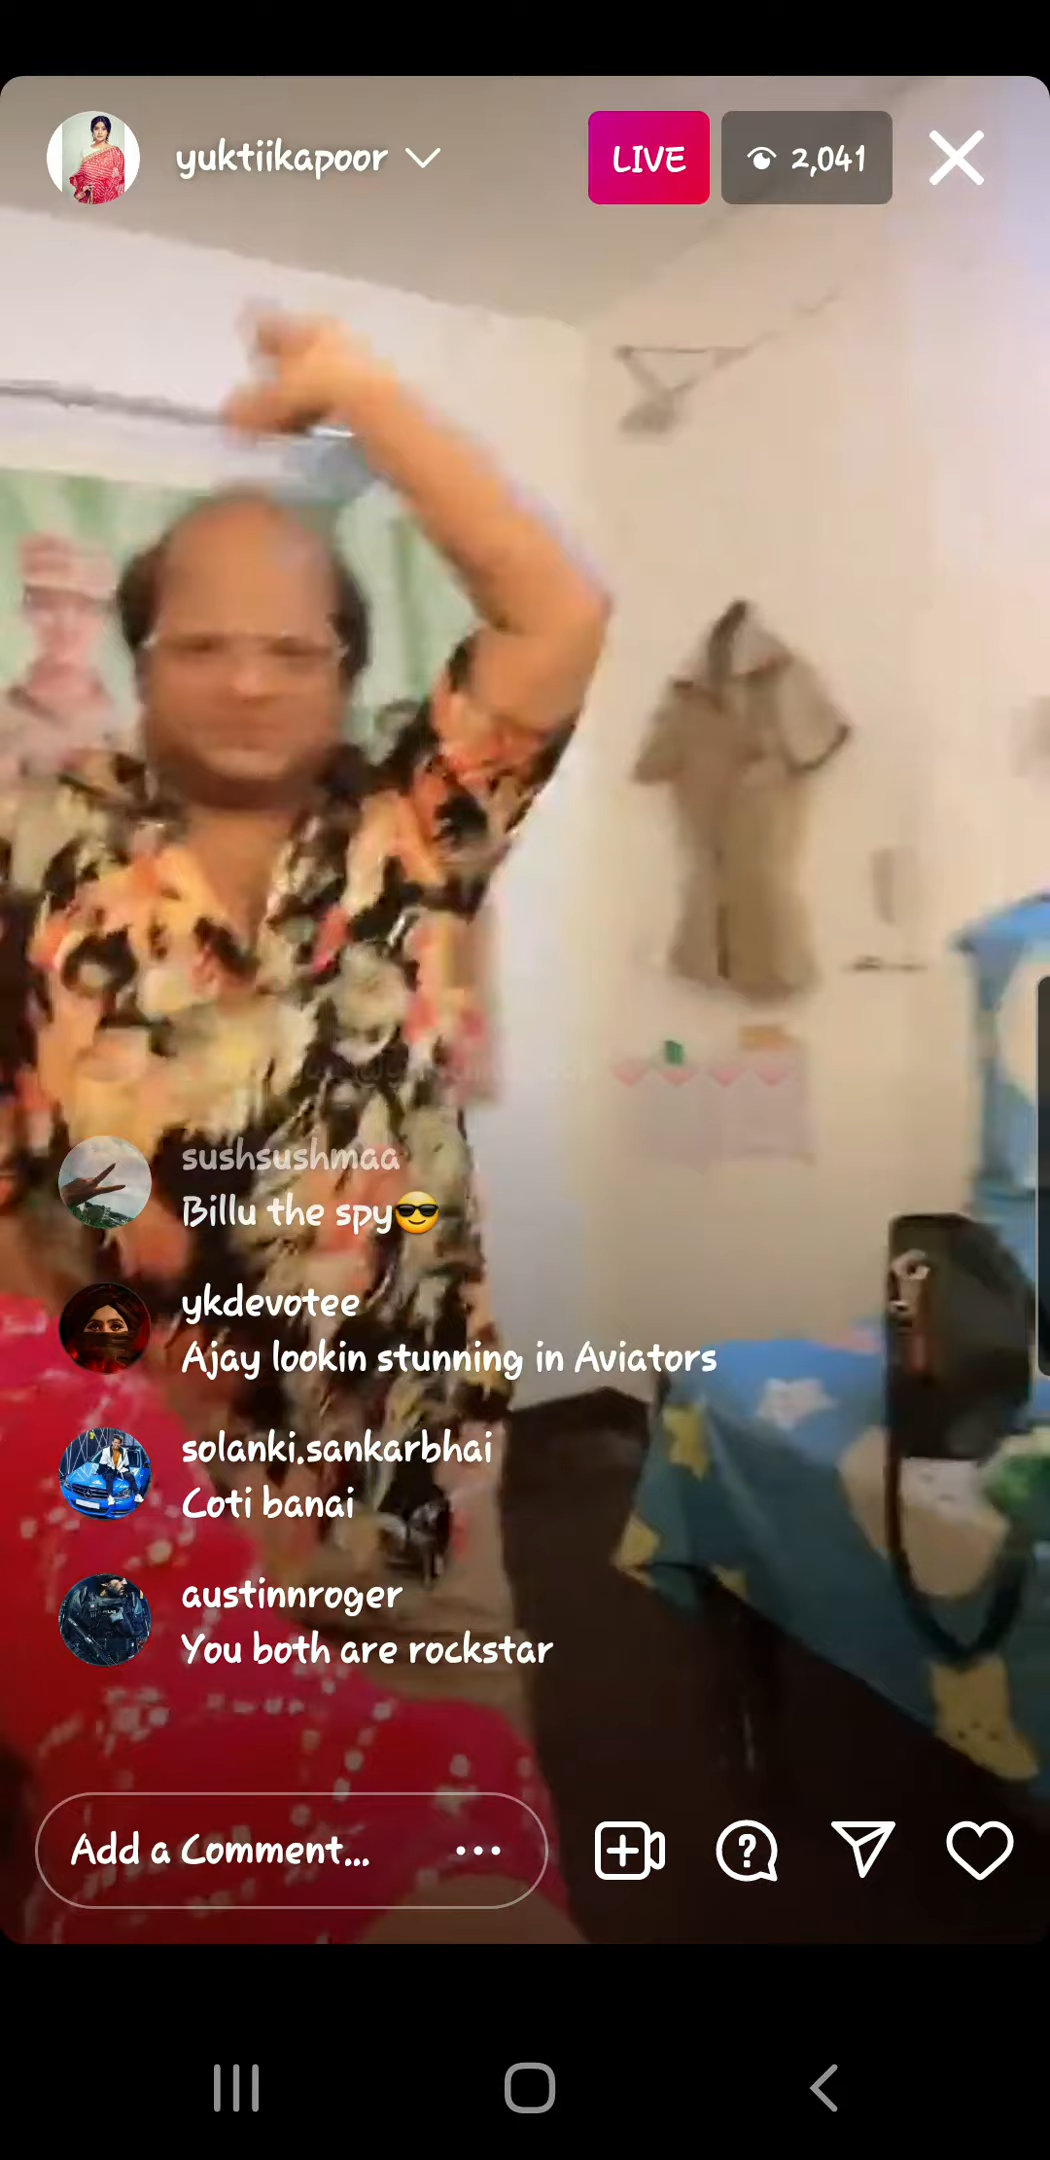 yuktiikapoor
LIVE
2,041
sushsushmaa
Billu the spy😎
ykdevotee
Ajay lookin stunning in Aviators
solanki.sankarbhai
Coti banai
austinnroger
You both are rockstar
Add a Comment...